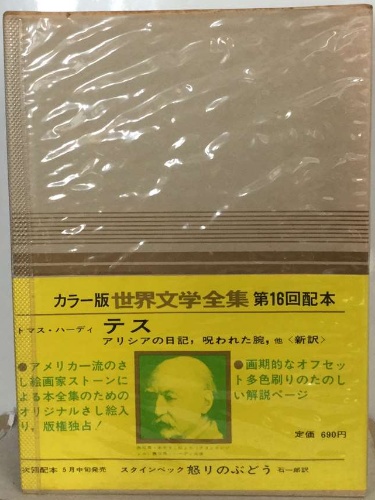 カラー版 世界文学全集 第16回配本
トマス・ハーディ テス
アリシアの日記，呪われた腕，他〈新訳〉
●アメリカ一流のさ
し絵画家ストーンに
よる本全集のための
オリジナルさし絵入
り。版権独占！
●画期的なオフセッ
ト多色刷りのたのし
い解説ページ
定価 690円
次回配本 5月中旬発売 スタインベック 怒りのぶどう 石一郎訳